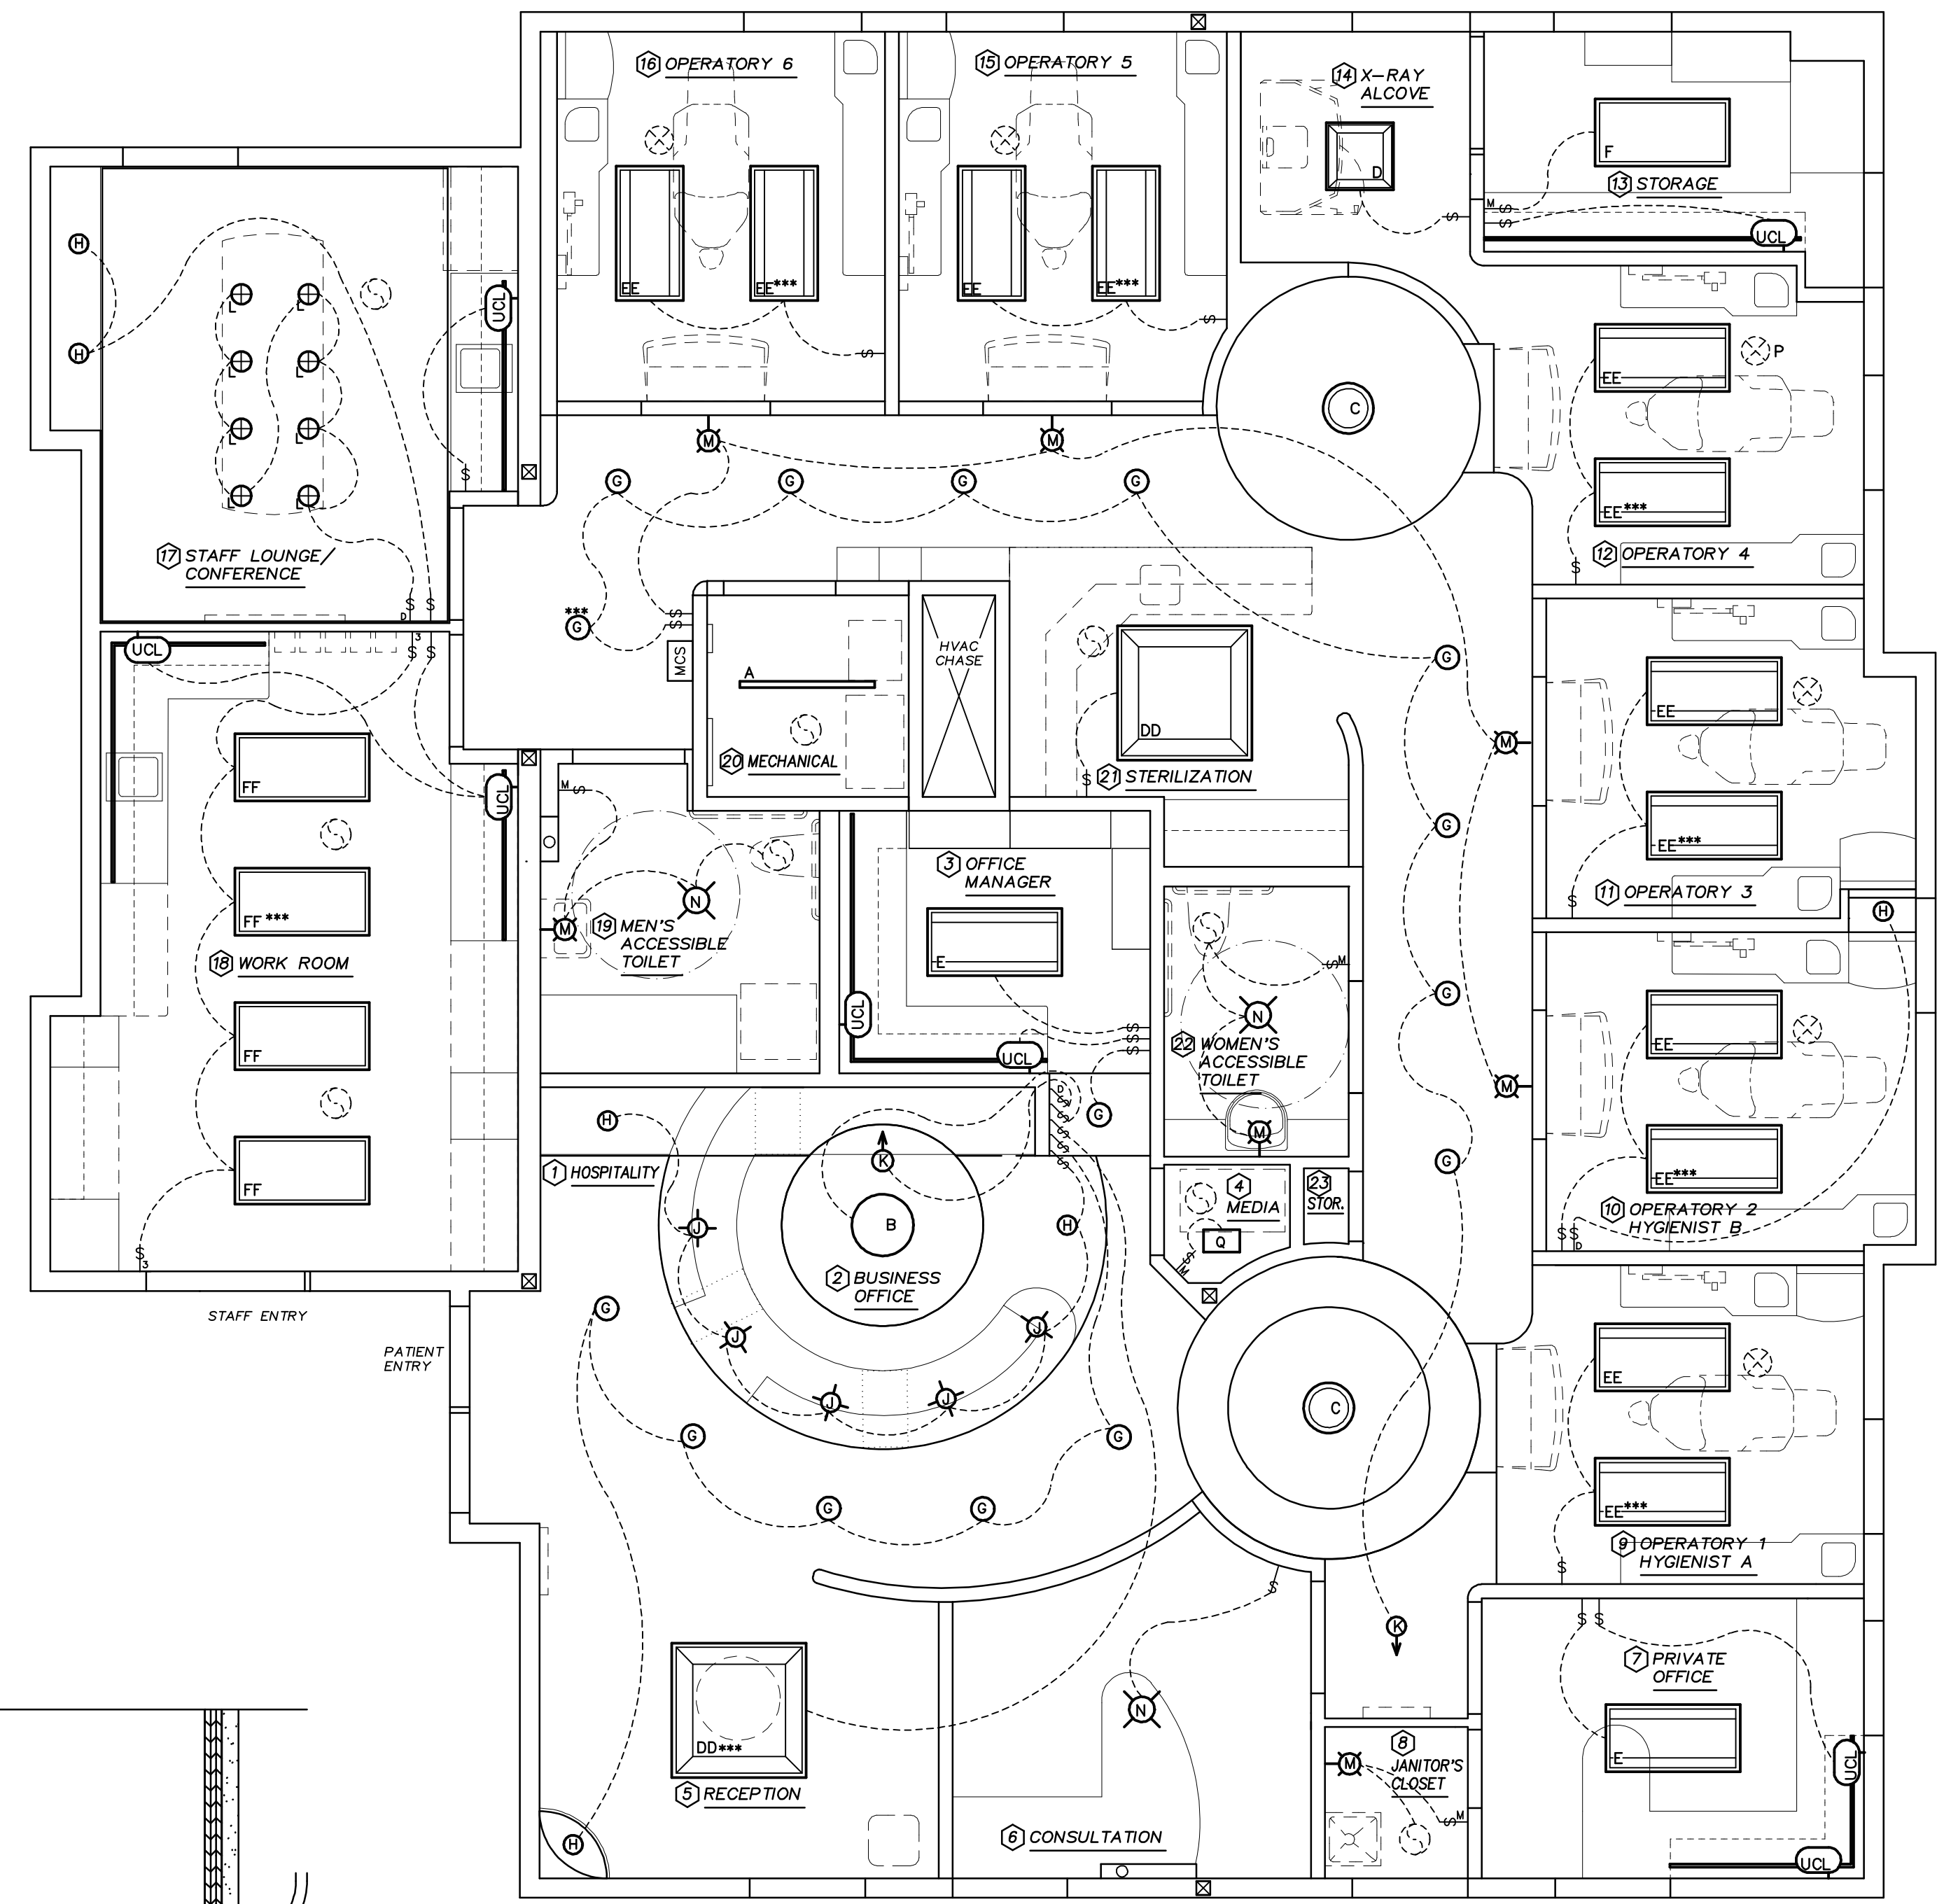 16 OPERATORY 6
15 OPERATORY 5
14 X-RAY
ALCOVE
F
13 STORAGE
D
S
M S
S
UCL
H
H
UCL
EE
EE***
EE
EE***
S
S
L
L
L
L
L
L
L
L
S
C
EE
P
EE***
S
12 OPERATORY 4
M
M
G
G
G
G
17 STAFF LOUNGE/
CONFERENCE
S
S
D
***
G
S
S
MCS
A
HVAC
CHASE
DD
S
21 STERILIZATION
20 MECHANICAL
G
M
EE
EE***
S
11 OPERATORY 3
UCL
3
S
S
FF
UCL
FF***
18 WORK ROOM
FF
FF
S
3
M
S
N
M
19 MEN'S
ACCESSIBLE
TOILET
3 OFFICE
MANAGER
E
UCL
UCL
S
S
S
G
S M
N
22 WOMEN'S
ACCESSIBLE
TOILET
M
G
G
M
G
H
EE
EE***
S S
D
10 OPERATORY 2
HYGIENIST B
H
D
S
S
S
S
S
K
1 HOSPITALITY
J
B
H
2 BUSINESS
OFFICE
J
J
J
J
4
MEDIA
Q
S
M
23
STOR.
STAFF ENTRY
PATIENT
ENTRY
G
G
G
G
G
C
EE
EE***
S
9 OPERATORY 1
HYGIENIST A
S
K
S S
7 PRIVATE
OFFICE
E
UCL
UCL
N
DD***
5 RECEPTION
H
6 CONSULTATION
M
8
JANITOR'S
CLOSET
S M